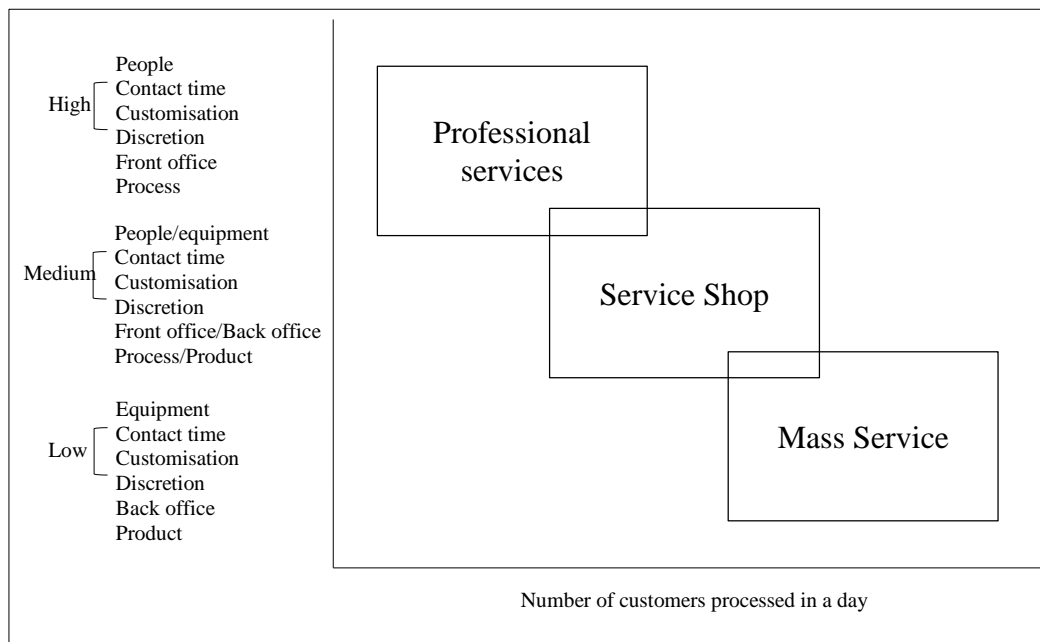 People
High
Contact time
Customisation
Discretion
Front office
Process
People/equipment
Medium
Contact time
Customisation
Discretion
Front office/Back office
Process/Product
Equipment
Low
Contact time
Customisation
Discretion
Back office
Product
Professional
services
Service Shop
Mass Service
Number of customers processed in a day